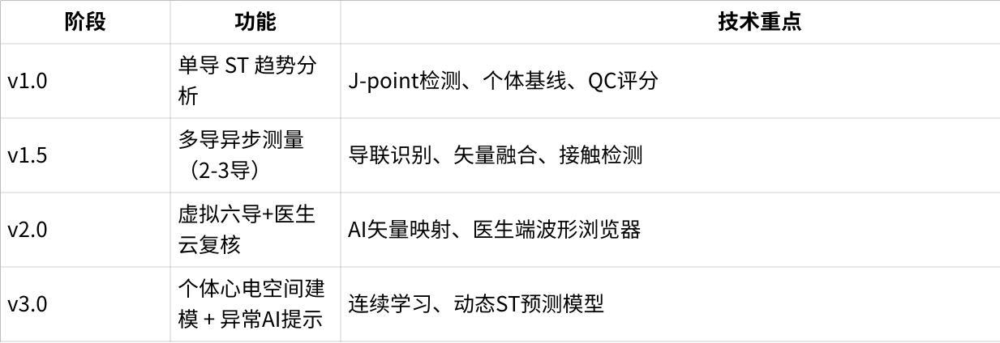 阶段 功能 技术重点
v1.0
单导 ST 趋势分
析
J-point检测、个体基线、QC评分
v1.5
多导异步测量
（2-3导）
导联识别、矢量融合、接触检测
v2.0
虚拟六导+医生
云复核
AI矢量映射、医生端波形浏览器
v3.0
个体心电空间建
模 + 异常AI提示
连续学习、动态ST预测模型